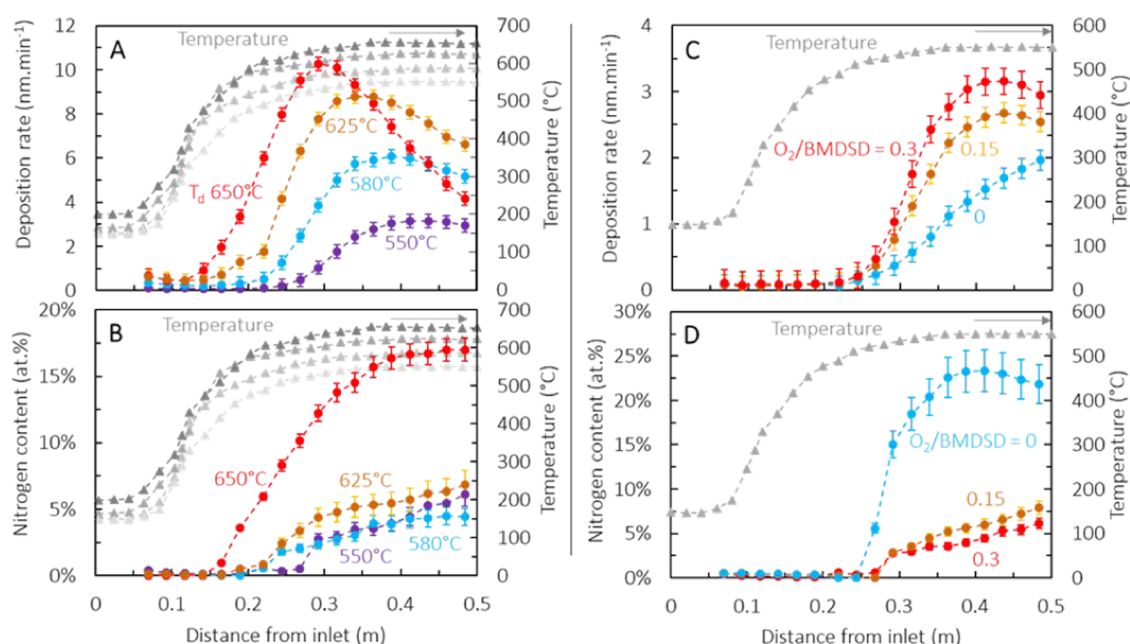 A
Temperature
Deposition rate (nm.min⁻¹)
12
10
8
6
4
2
0
700
600
500
400
300
200
100
0
Temperature (°C)
T_d 650°C
625°C
580°C
550°C
C
Temperature
Deposition rate (nm.min⁻¹)
4
3
2
1
0
600
500
400
300
200
100
0
Temperature (°C)
O₂/BMDSD = 0.3
0.15
0
B
Temperature
Nitrogen content (at.%)
20%
15%
10%
5%
0%
700
600
500
400
300
200
100
0
Temperature (°C)
650°C
625°C
580°C
550°C
0
0.1
0.2
0.3
0.4
0.5
Distance from inlet (m)
D
Temperature
Nitrogen content (at.%)
30%
25%
20%
15%
10%
5%
0%
600
500
400
300
200
100
0
Temperature (°C)
O₂/BMDSD = 0
0.15
0.3
0
0.1
0.2
0.3
0.4
0.5
Distance from inlet (m)